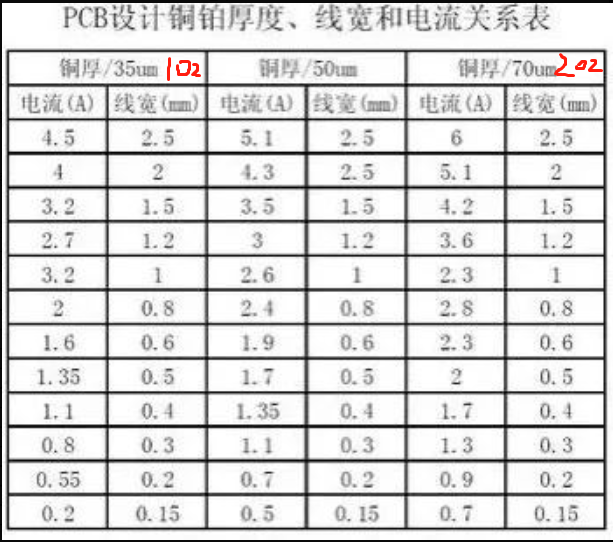 PCB设计铜铂厚度、线宽和电流关系表
铜厚/35um 1OZ 铜厚/50um 铜厚/70um 2OZ
电流(A) 线宽(mm) 电流(A) 线宽(mm) 电流(A) 线宽(mm)
4.5 2.5 5.1 2.5 6 2.5
4 2 4.3 2.5 5.1 2
3.2 1.5 3.5 1.5 4.2 1.5
2.7 1.2 3 1.2 3.6 1.2
3.2 1 2.6 1 2.3 1
2 0.8 2.4 0.8 2.8 0.8
1.6 0.6 1.9 0.6 2.3 0.6
1.35 0.5 1.7 0.5 2 0.5
1.1 0.4 1.35 0.4 1.7 0.4
0.8 0.3 1.1 0.3 1.3 0.3
0.55 0.2 0.7 0.2 0.9 0.2
0.2 0.15 0.5 0.15 0.7 0.15